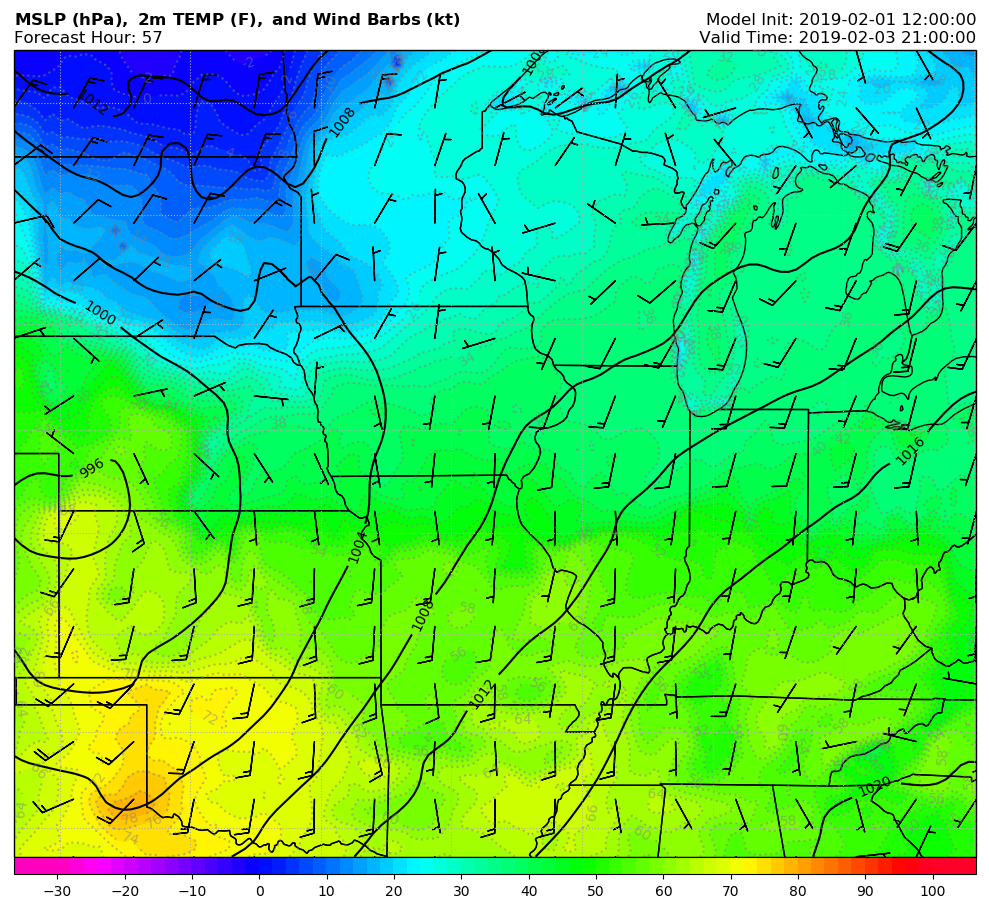 MSLP (hPa), 2m TEMP (F), and Wind Barbs (kt)
Model Init: 2019-02-01 12:00:00
Forecast Hour: 57
Valid Time: 2019-02-03 21:00:00
1012
1008
1000
996
1016
1004
1008
1012
1020
72
64
60
56
58
−30 −20 −10 0 10 20 30 40 50 60 70 80 90 100